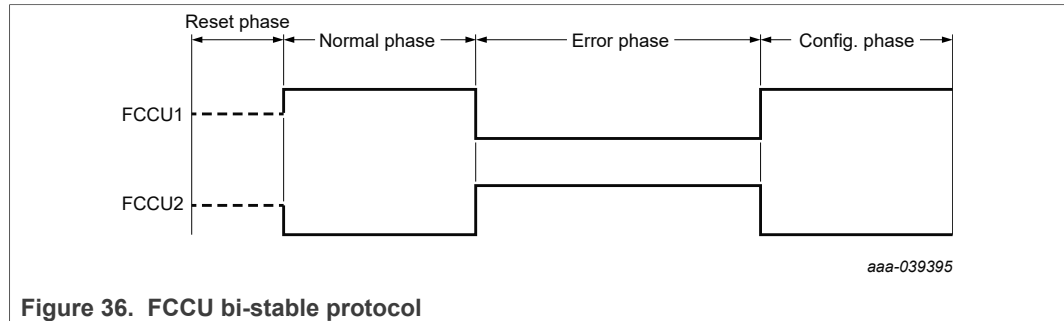 Reset phase
Normal phase
Error phase
Config. phase
FCCU1
FCCU2
aaa-039395
Figure 36. FCCU bi-stable protocol